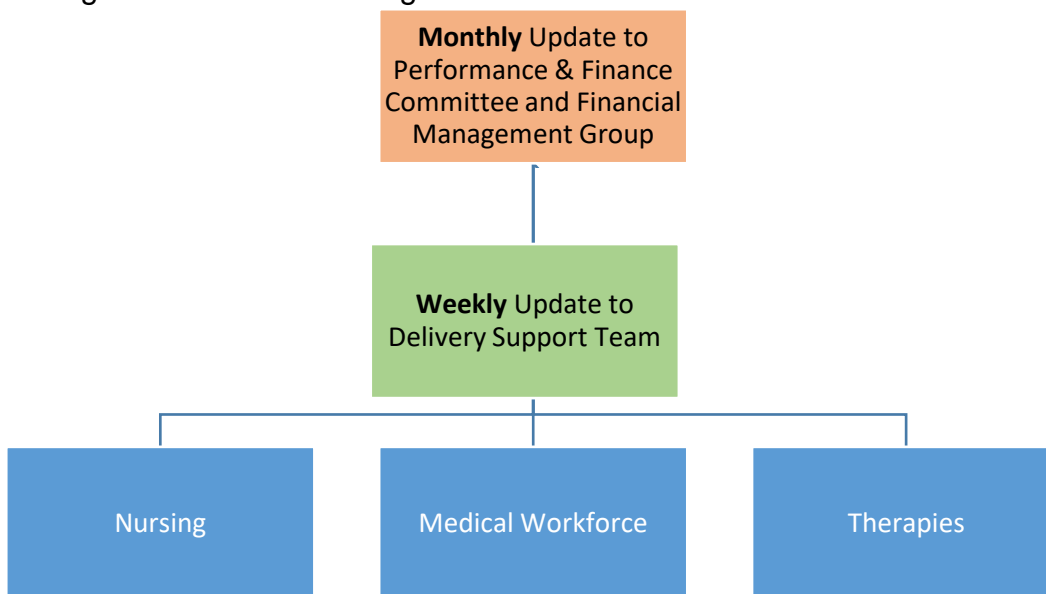 Monthly Update to
Performance & Finance
Committee and Financial
Management Group
Weekly Update to
Delivery Support Team
Nursing
Medical Workforce
Therapies